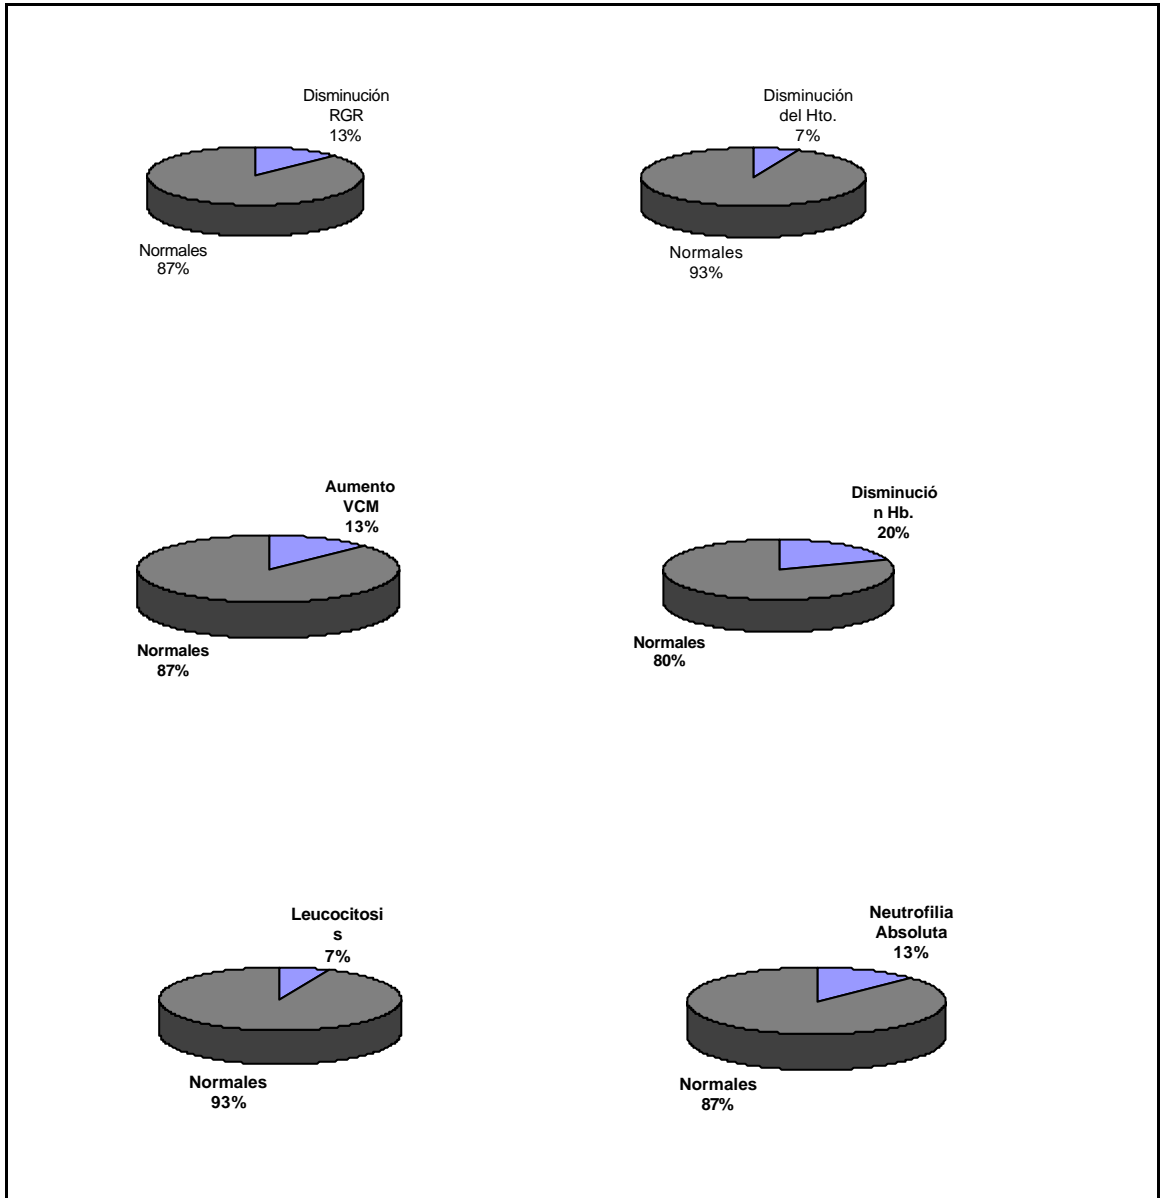 Disminución
RGR
13%
Normales
87%
Disminución
del Hto.
7%
Normales
93%
Aumento
VCM
13%
Normales
87%
Disminució
n Hb.
20%
Normales
80%
Leucocitosi
s
7%
Normales
93%
Neutrofilia
Absoluta
13%
Normales
87%